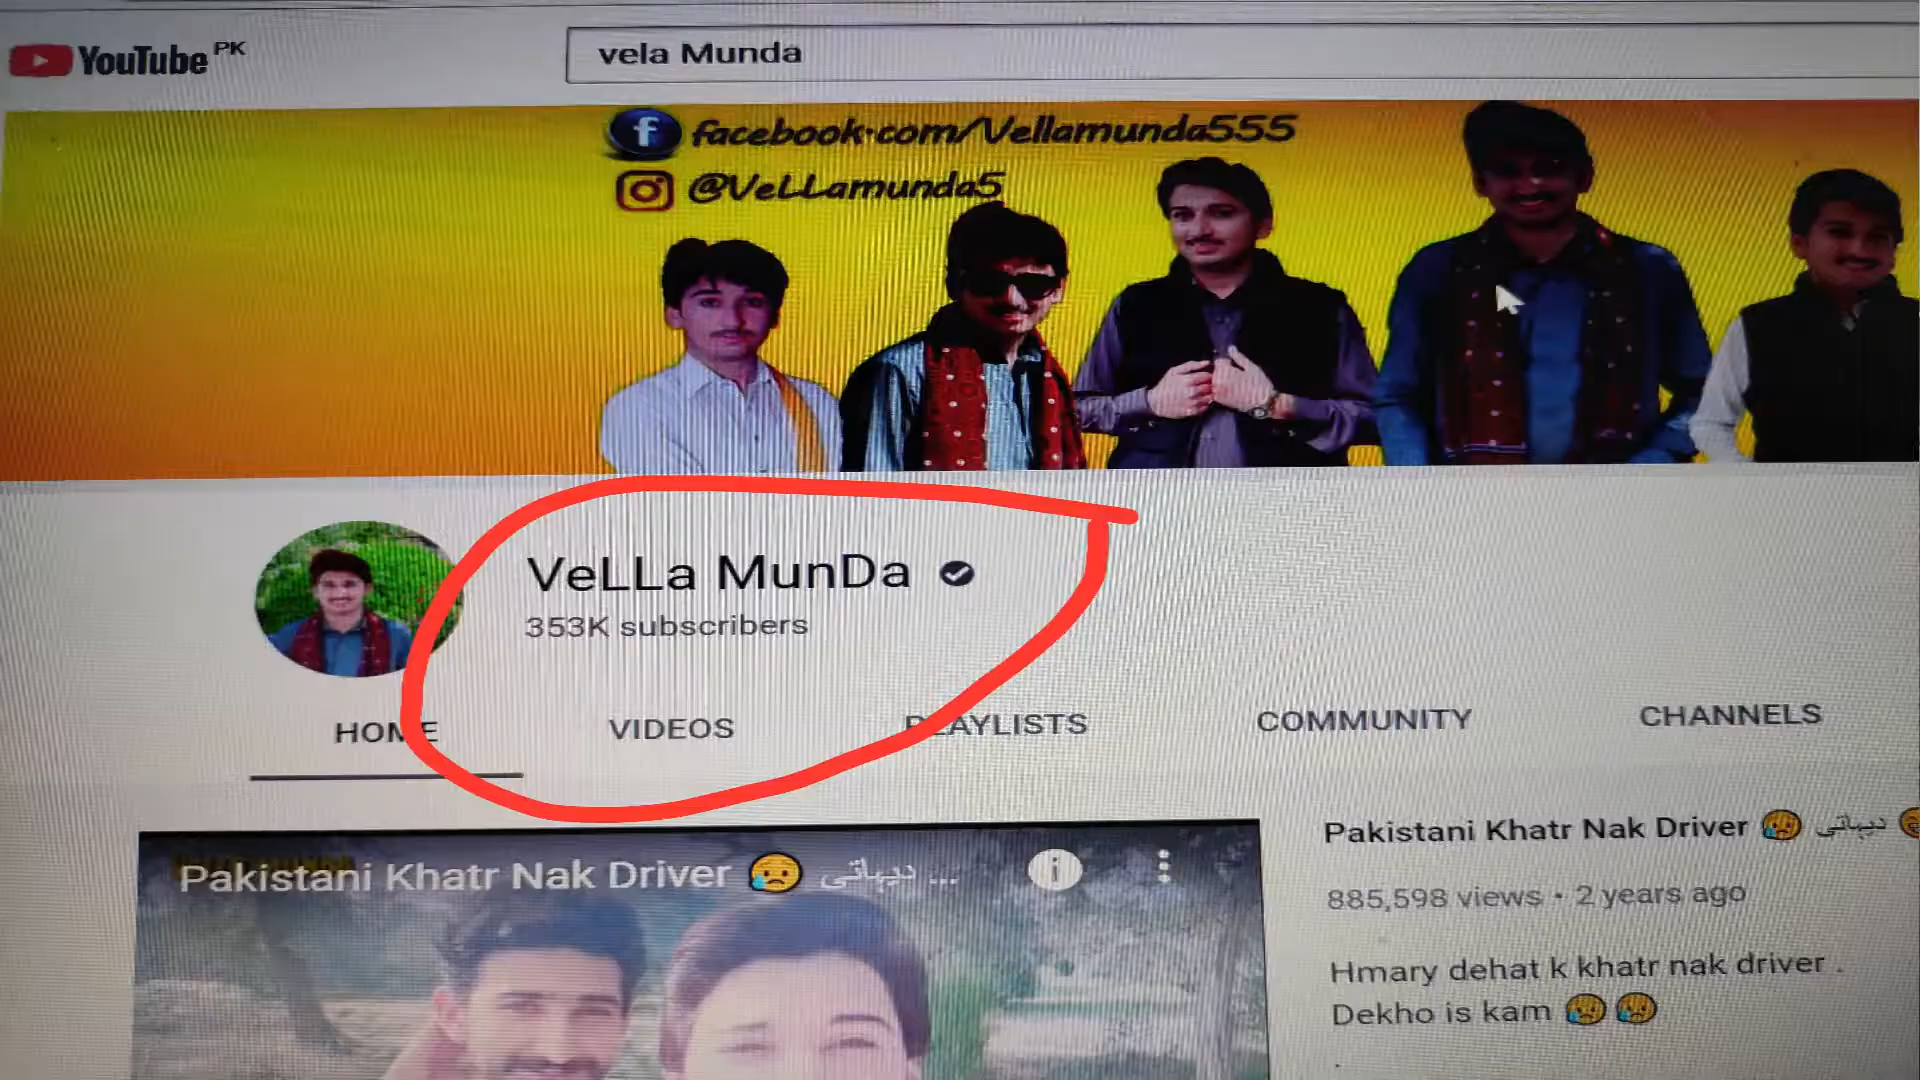 YouTube PK
vela Munda
facebook.com/Vellamunda555
@VeLLamunda5
VeLLa MunDa
353K subscribers
HOME
VIDEOS
PLAYLISTS
COMMUNITY
CHANNELS
Pakistani Khatr Nak Driver 😥 دیہاتی ...
Pakistani Khatr Nak Driver 😥 دیہاتی
885,598 views • 2 years ago
Hmary dehat k khatr nak driver .
Dekho is kam 😥 😥
.